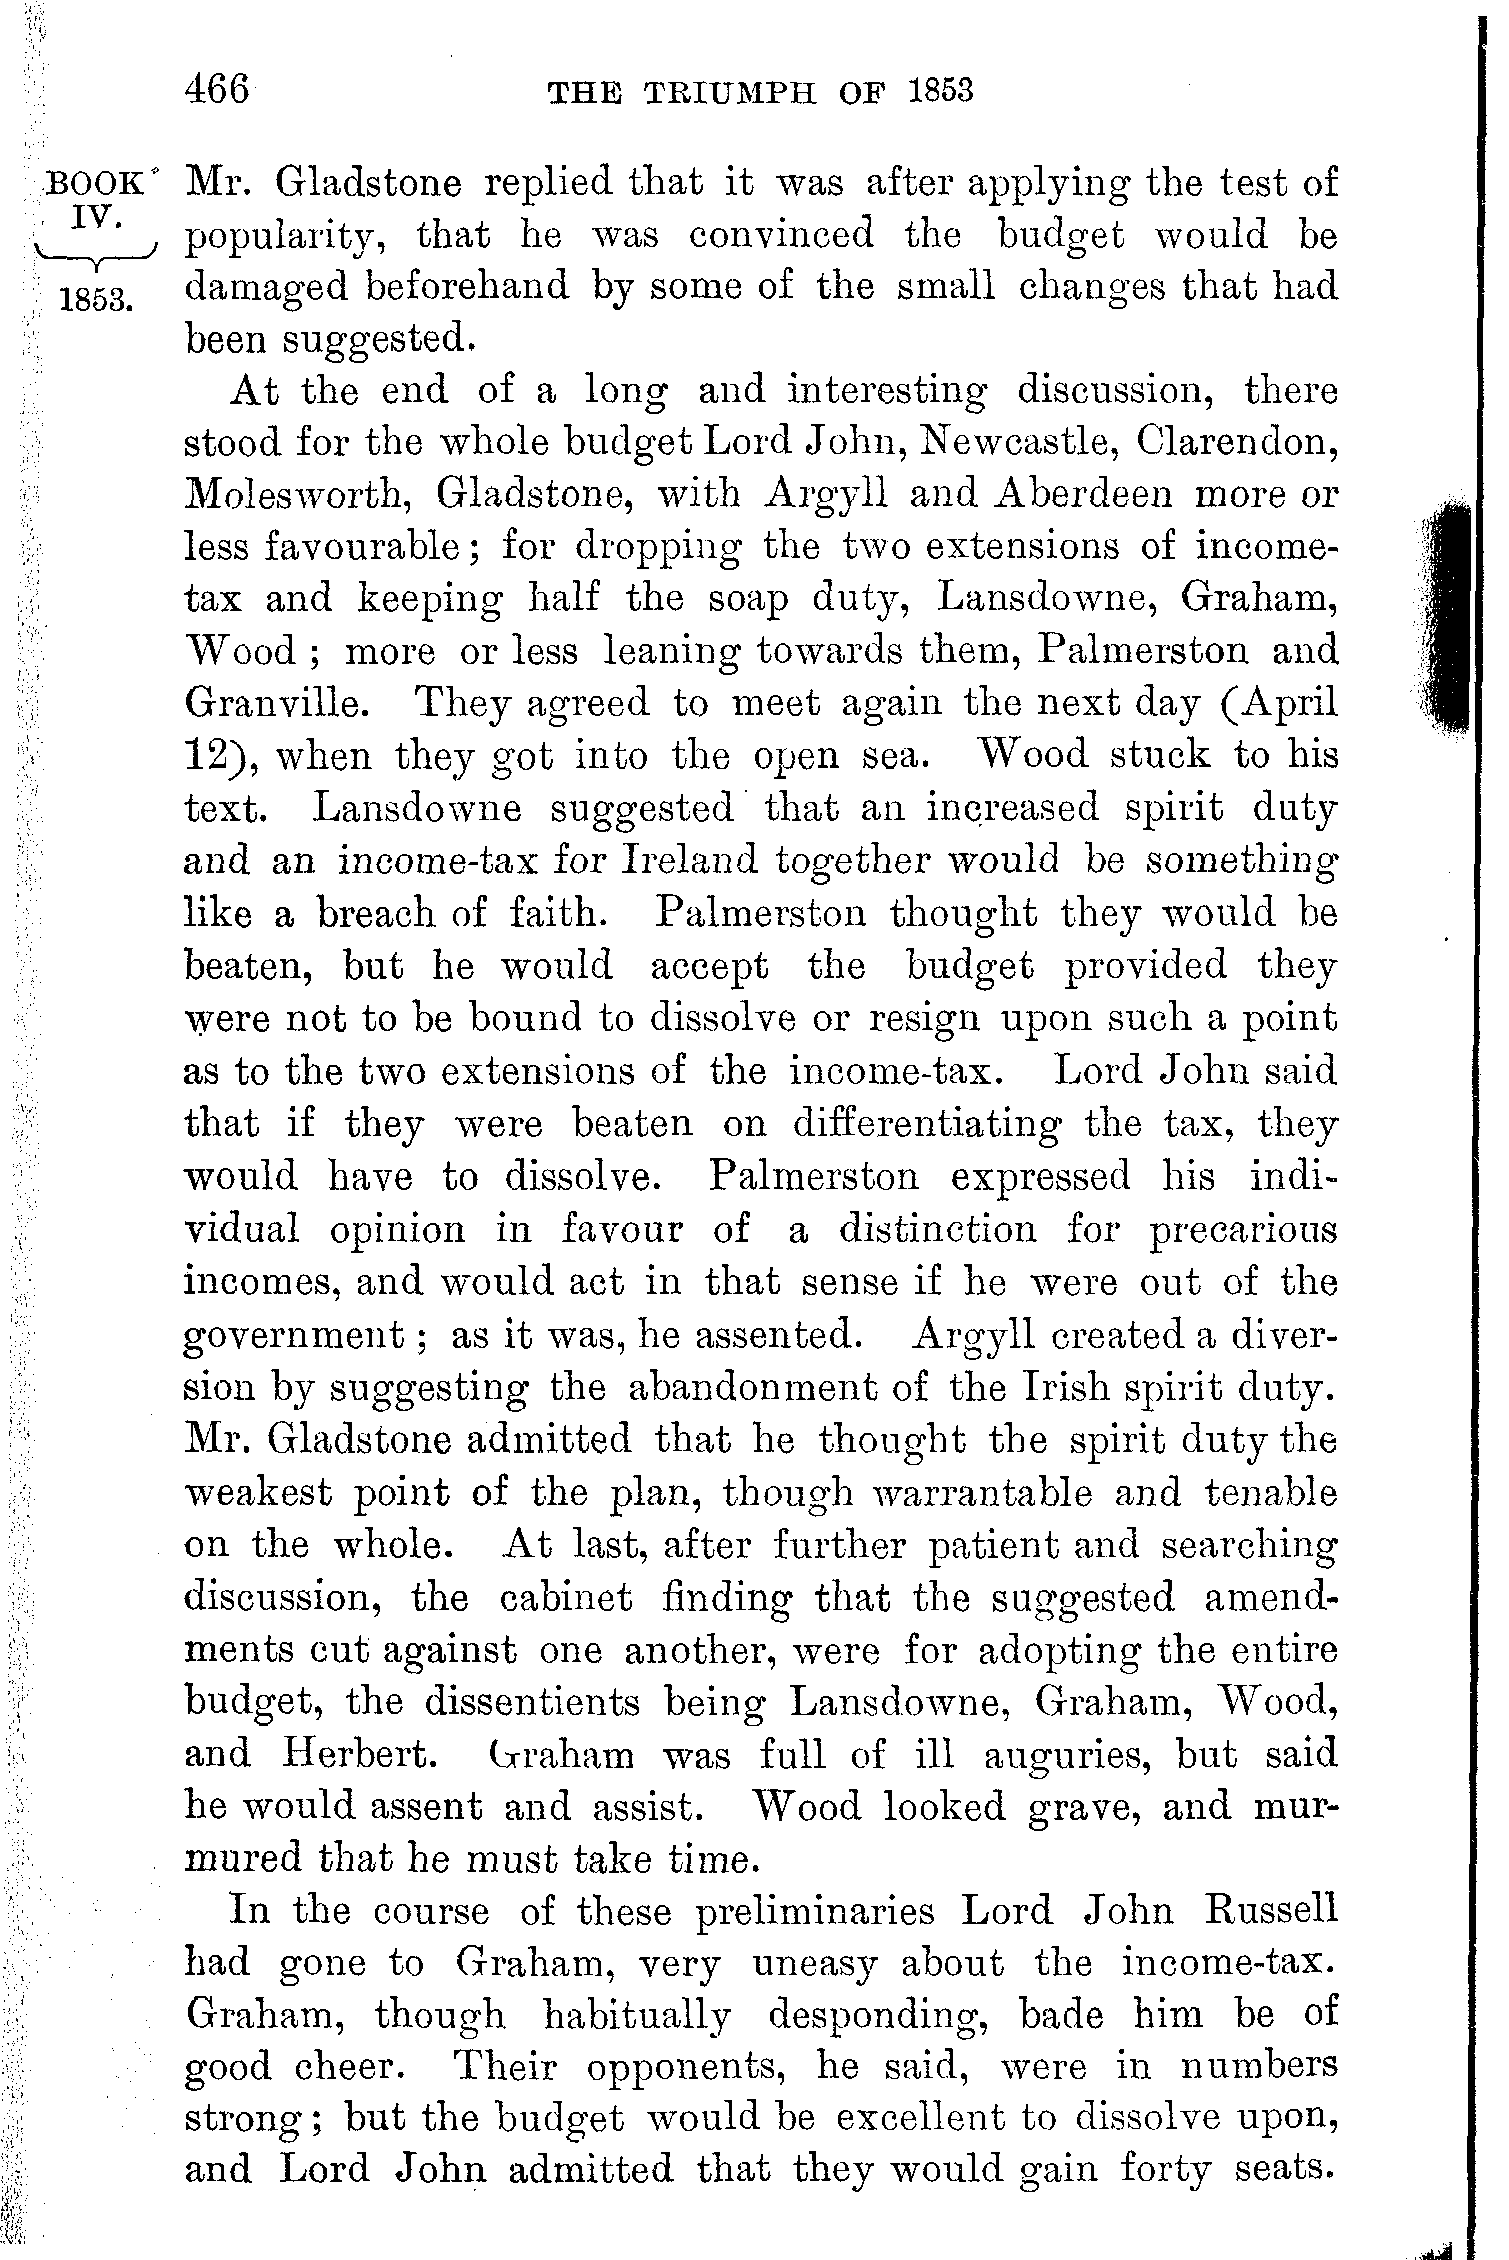 466 THE TRIUMPH OF 1853
BOOK
IV.
1853.
Mr. Gladstone replied that it was after applying the test of
popularity, that he was convinced the budget would be
damaged beforehand by some of the small changes that had
been suggested.
At the end of a long and interesting discussion, there
stood for the whole budget Lord John, Newcastle, Clarendon,
Molesworth, Gladstone, with Argyll and Aberdeen more or
less favourable; for dropping the two extensions of income-
tax and keeping half the soap duty, Lansdowne, Graham,
Wood; more or less leaning towards them, Palmerston and
Granville. They agreed to meet again the next day (April
12), when they got into the open sea. Wood stuck to his
text. Lansdowne suggested that an increased spirit duty
and an income-tax for Ireland together would be something
like a breach of faith. Palmerston thought they would be
beaten, but he would accept the budget provided they
were not to be bound to dissolve or resign upon such a point
as to the two extensions of the income-tax. Lord John said
that if they were beaten on differentiating the tax, they
would have to dissolve. Palmerston expressed his indi-
vidual opinion in favour of a distinction for precarious
incomes, and would act in that sense if he were out of the
government; as it was, he assented. Argyll created a diver-
sion by suggesting the abandonment of the Irish spirit duty.
Mr. Gladstone admitted that he thought the spirit duty the
weakest point of the plan, though warrantable and tenable
on the whole. At last, after further patient and searching
discussion, the cabinet finding that the suggested amend-
ments cut against one another, were for adopting the entire
budget, the dissentients being Lansdowne, Graham, Wood,
and Herbert. Graham was full of ill auguries, but said
he would assent and assist. Wood looked grave, and mur-
mured that he must take time.
In the course of these preliminaries Lord John Russell
had gone to Graham, very uneasy about the income-tax.
Graham, though habitually desponding, bade him be of
good cheer. Their opponents, he said, were in numbers
strong; but the budget would be excellent to dissolve upon,
and Lord John admitted that they would gain forty seats.